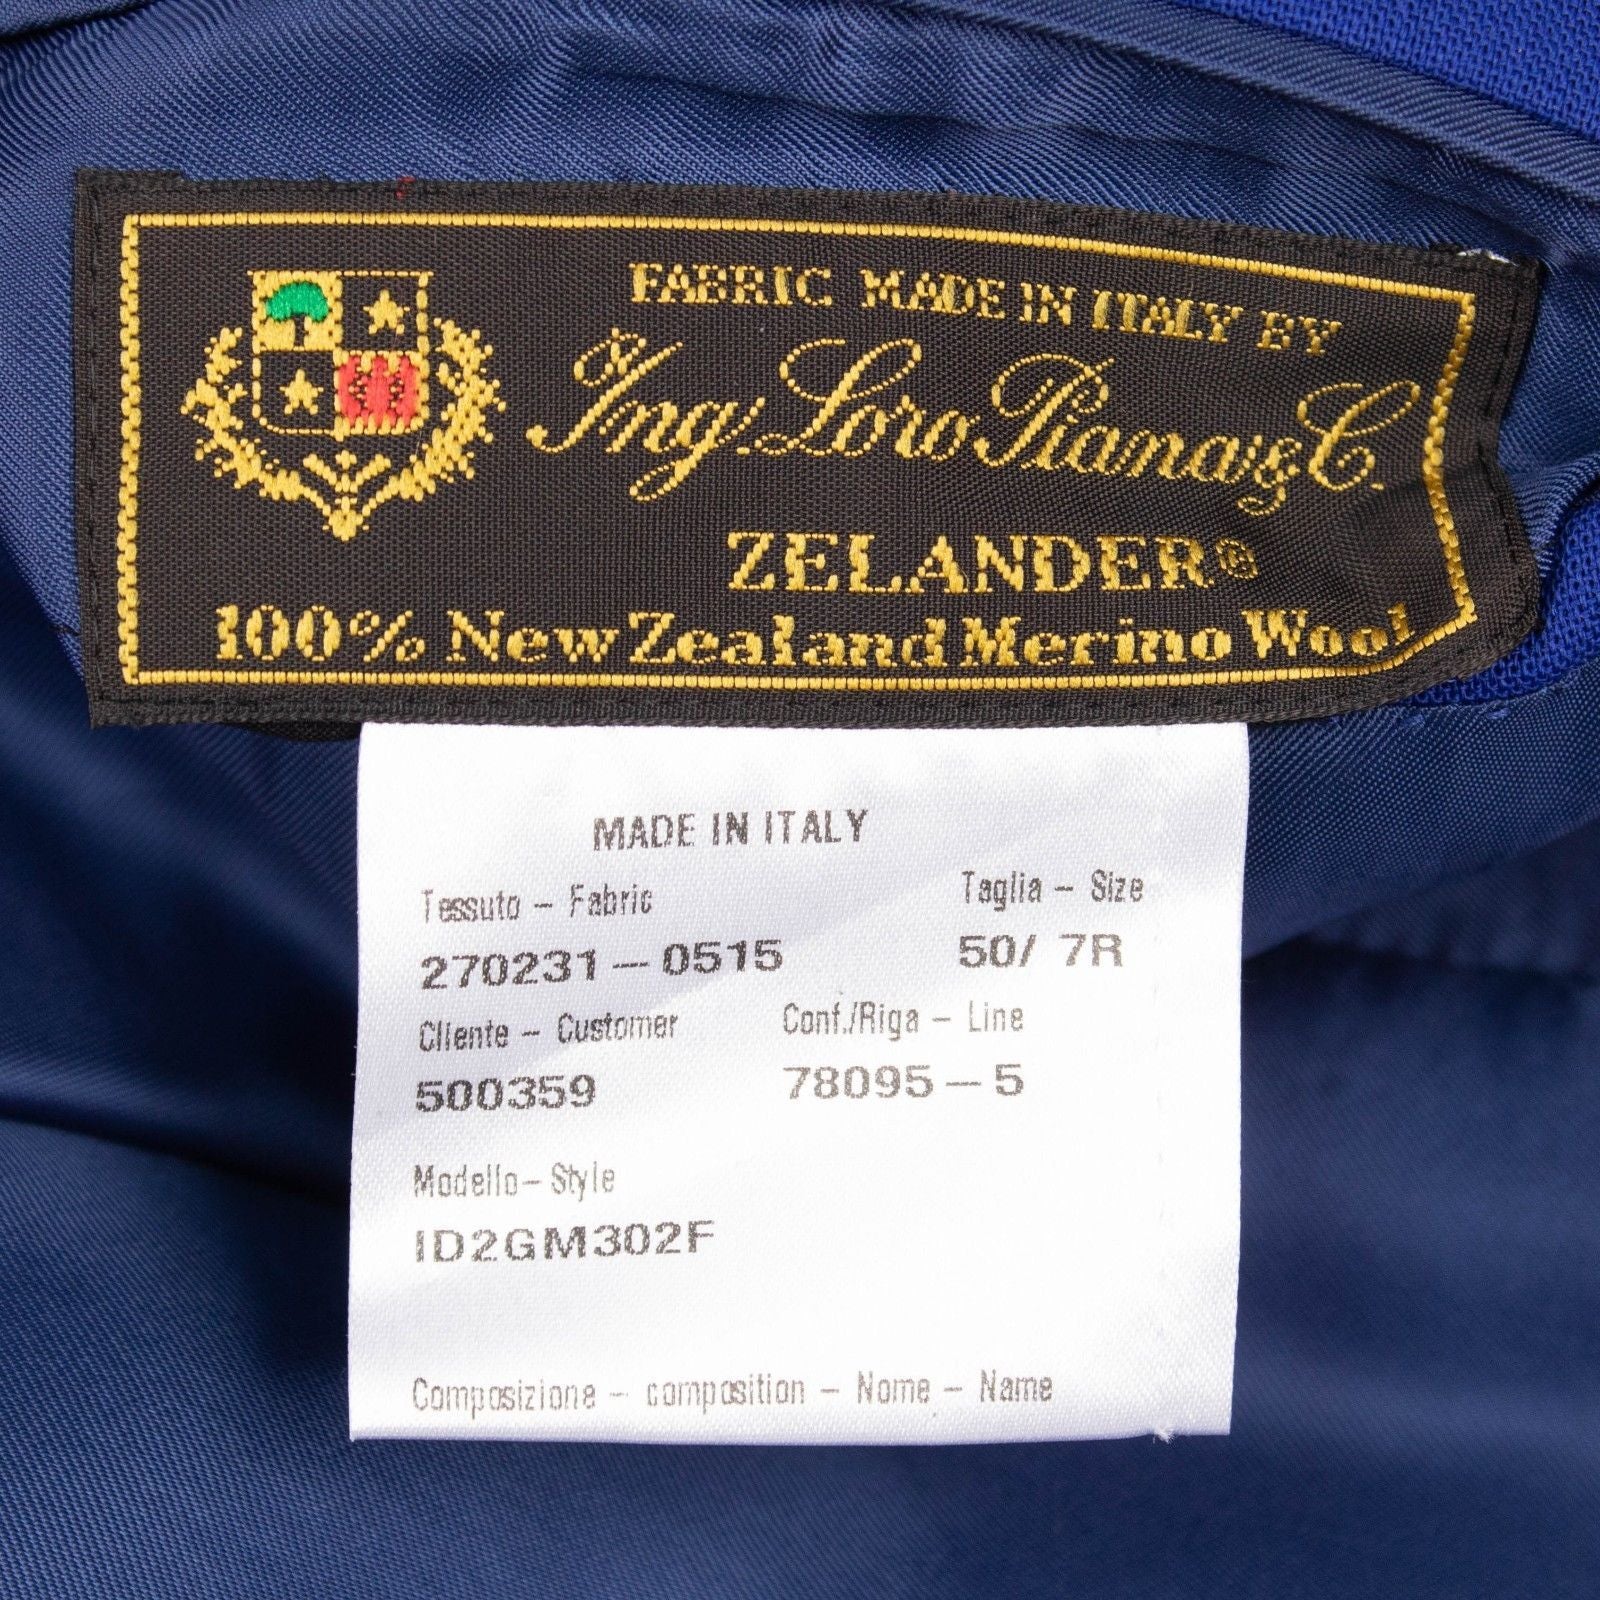 FABRIC MADE IN ITALY BY
Ing. Loro Piana & C.
ZELANDER®
100% New Zealand Merino Wool
MADE IN ITALY
Tessuto – Fabric Taglia – Size
270231–0515 50/ 7R
Cliente – Customer Conf./Riga – Line
500359 78095–5
Modello–Style
ID2GM302F
Composizione – composition – Nome – Name